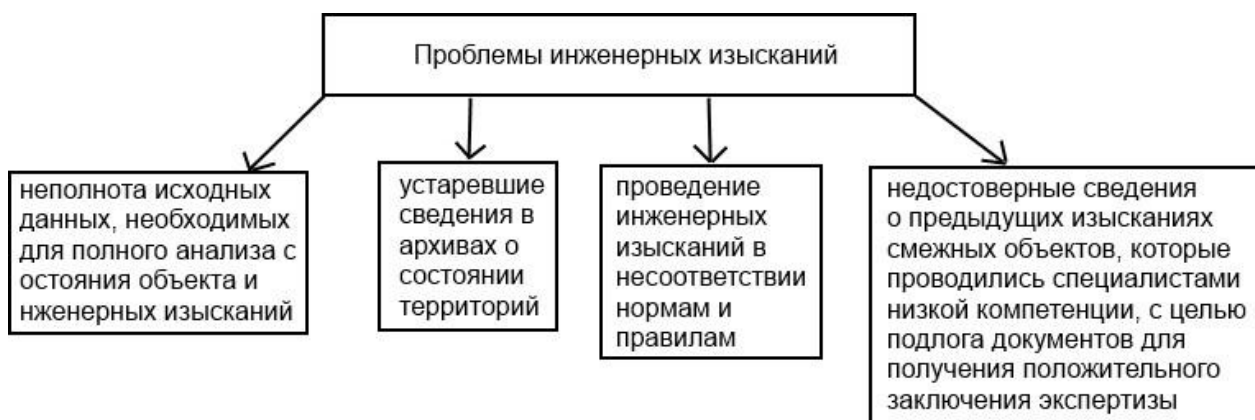 Проблемы инженерных изысканий
неполнота исходных
данных, необходимых
для полного анализа с
остояния объекта и
нженерных изысканий
устаревшие
сведения в
архивах о
состоянии
территорий
проведение
инженерных
изысканий в
несоответствии
нормам и
правилам
недостоверные сведения
о предыдущих изысканиях
смежных объектов, которые
проводились специалистами
низкой компетенции, с целью
подлога документов для
получения положительного
заключения экспертизы